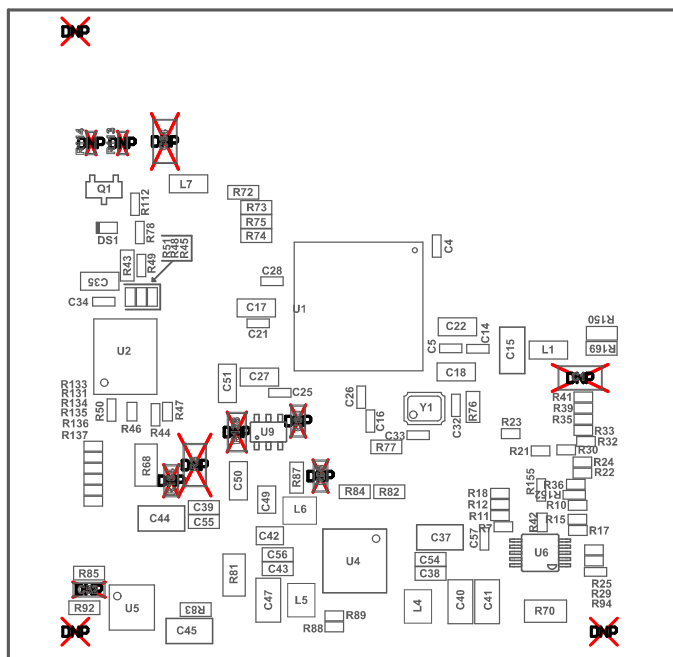 DNP
DNP
DNP
Q1
L7
R72
R112
R73
R78
R75
DS1
R74
R51
R48
R45
C4
R43
R49
C28
C35
C34
C17
U1
C21
C22
C14
R150
C5
C15
L1
R169
U2
C51
C27
C18
DNP
R133
R131
R134
R135
R136
R137
R50
R46
R44
R47
C25
C26
C16
Y1
C32
R76
C33
R77
R23
R41
R39
R35
R33
R32
R30
R21
DNP
U9
DNP
R68
DNP
DNP
C50
R87
DNP
R24
R22
R155
R36
R152
R10
C49
L6
R84
R82
R18
R12
R11
R7
R42
R15
R17
C44
C39
C55
C42
C37
C57
U6
C56
C43
U4
C54
C38
R85
R81
DNP
R92
U5
R83
C45
C47
L5
R89
R88
L4
C40
C41
R70
R25
R29
R94
DNP
DNP